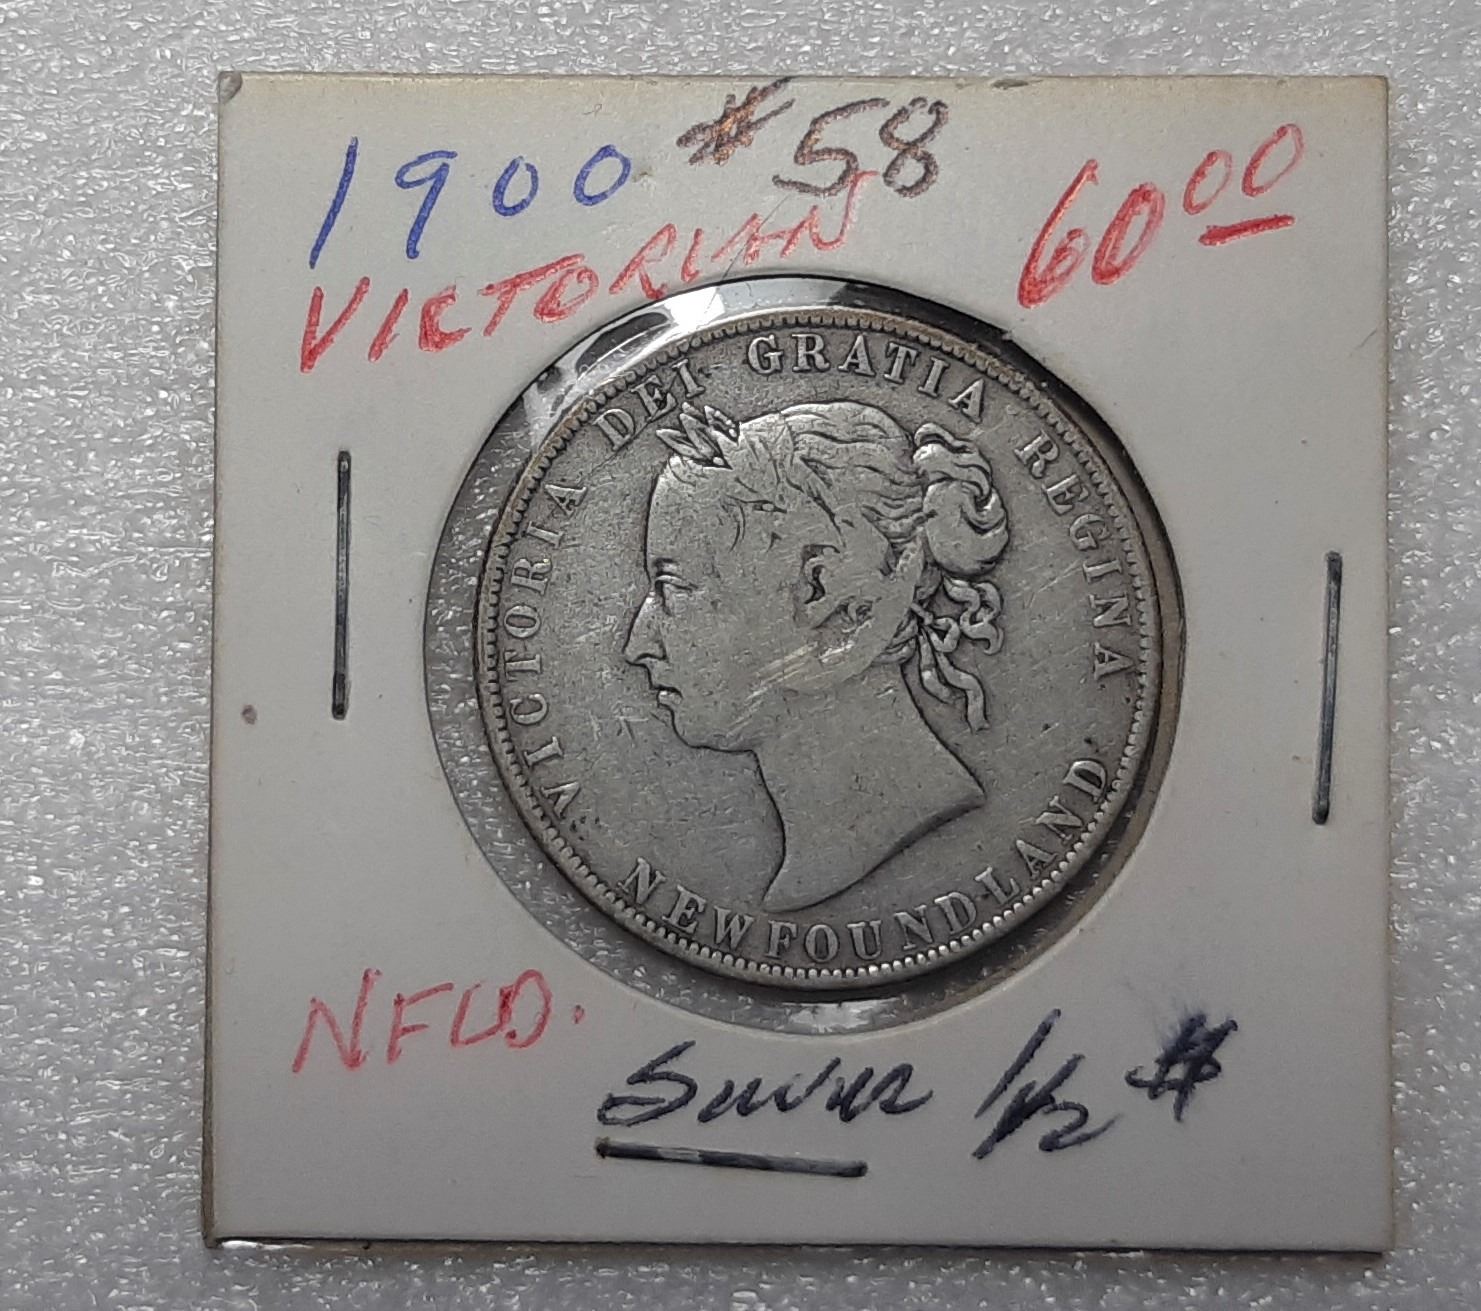 1900 #58
60 00
VICTORIAN
VICTORIA DEI GRATIA REGINA
NEWFOUNDLAND
NFLD.
SILVER 1/2 $